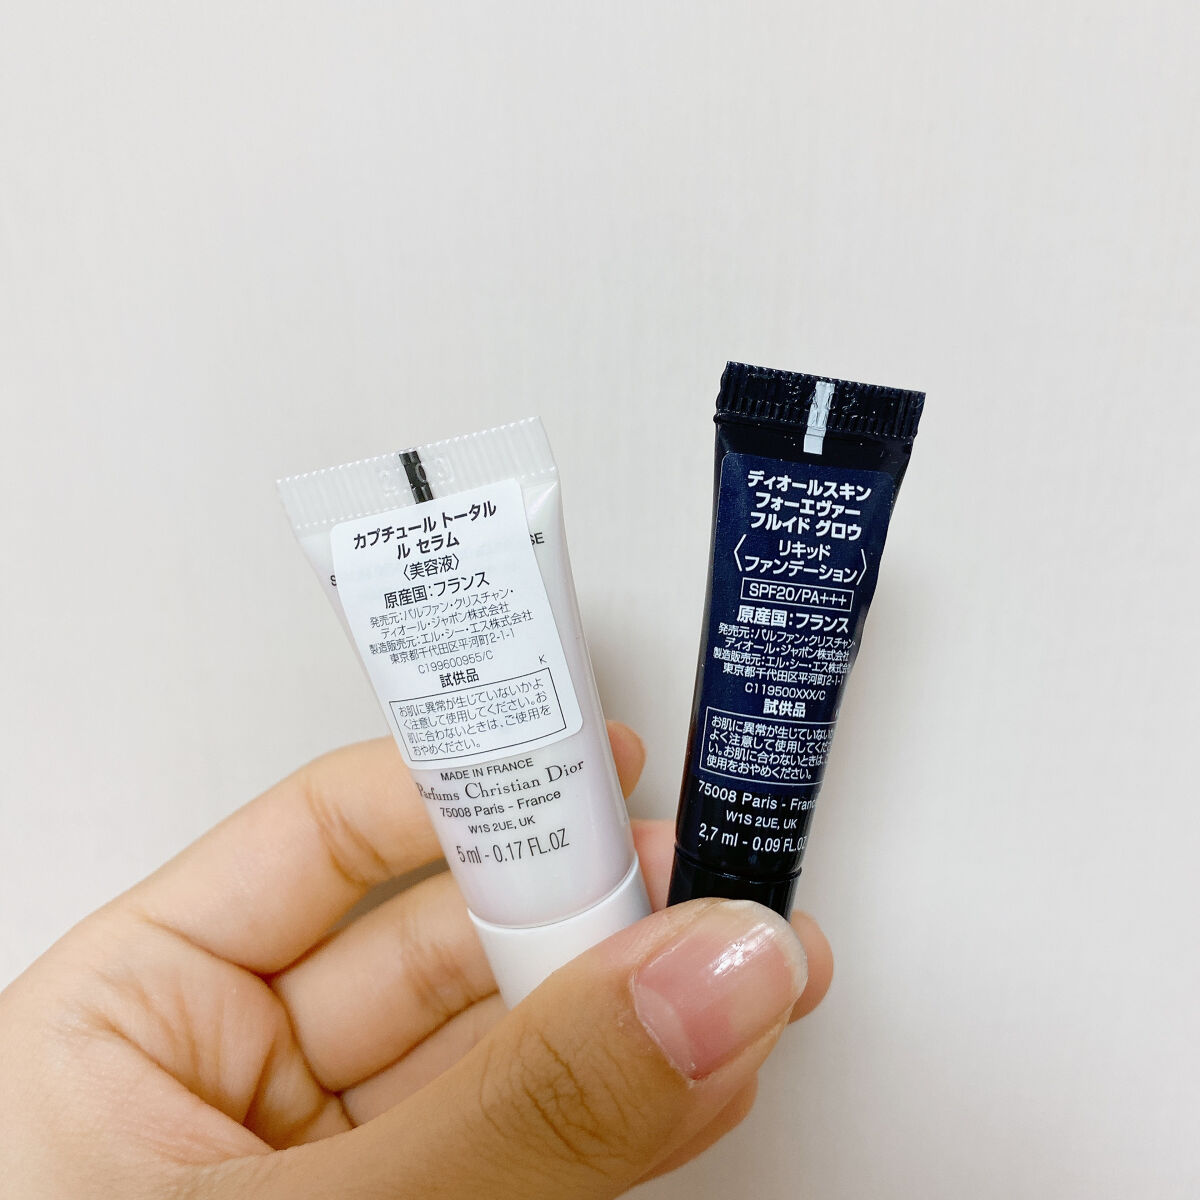 カプチュール トータル
ル セラム
〈美容液〉
原産国:フランス
発売元:パルファン・クリスチャン・
ディオール・ジャポン株式会社
製造販売元:エル・シー・エス株式会社
東京都千代田区平河町2-1-1
C199600955/C
K
試供品
お肌に異常が生じていないかよ
く注意して使用してください。お
肌に合わないときは、ご使用を
おやめください。
MADE IN FRANCE
Parfums Christian Dior
75008 Paris - France
W1S 2UE, UK
5 ml - 0.17 FL.OZ
ディオールスキン
フォーエヴァー
フルイド グロウ
〈リキッド
ファンデーション〉
SPF20/PA+++
原産国:フランス
発売元:パルファン・クリスチャン・
ディオール・ジャポン株式会社
製造販売元:エル・シー・エス株式会社
東京都千代田区平河町2-1-1
C119500XXX/C
試供品
お肌に異常が生じていないか
よく注意して使用してくださ
い。お肌に合わないときは、ご
使用をおやめください。
75008 Paris - France
W1S 2UE, UK
2,7 ml - 0.09 FL.OZ